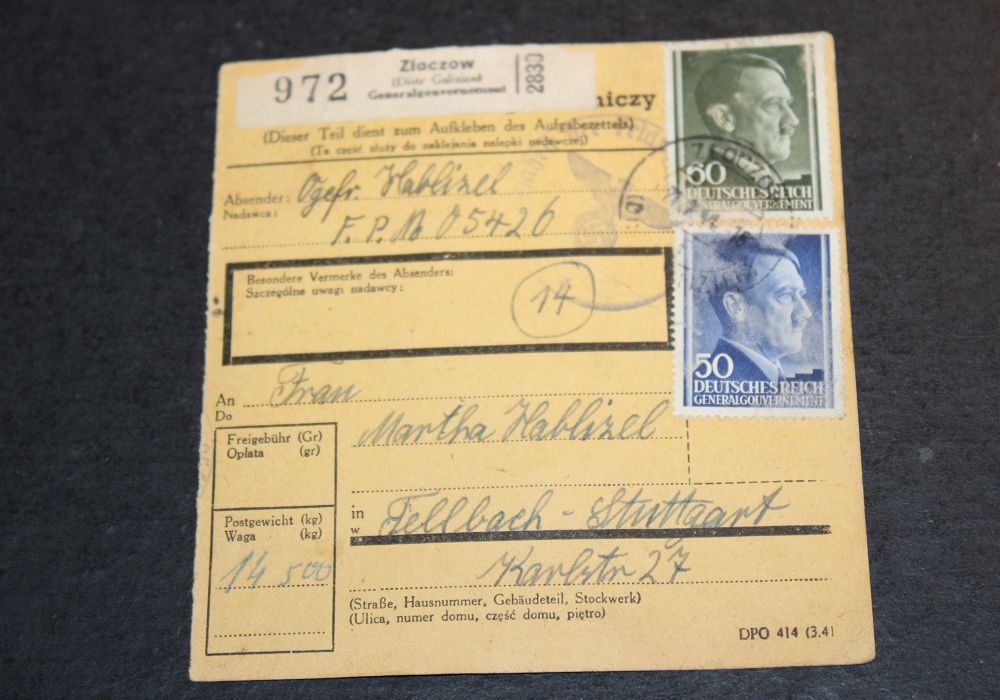 972
Złoczow
(Distr Galizien)
Generalgouvernement
2830
niczy
(Dieser Teil dient zum Aufkleben des Aufgabezettels)
(Ta część służy do naklejania nalepki nadawczej)
60
DEUTSCHES REICH
GENERALGOUVERNEMENT
ZLOCZOW
Absender:
Nadawca:
Ogefr. Hablizel
F. P. No 05426
Besondere Vermerke des Absenders:
Szczególne uwagi nadawcy:
14
50
DEUTSCHES REICH
GENERALGOUVERNEMENT
An
Do
Frau
Martha Hablizel
Freigebühr (Gr)
Opłata (gr)
in
w
Fellbach - Stuttgart
Postgewicht (kg)
Waga (kg)
14 500
Karlstr 27
(Straße, Hausnummer, Gebäudeteil, Stockwerk)
(Ulica, numer domu, część domu, piętro)
DPO 414 (3.41